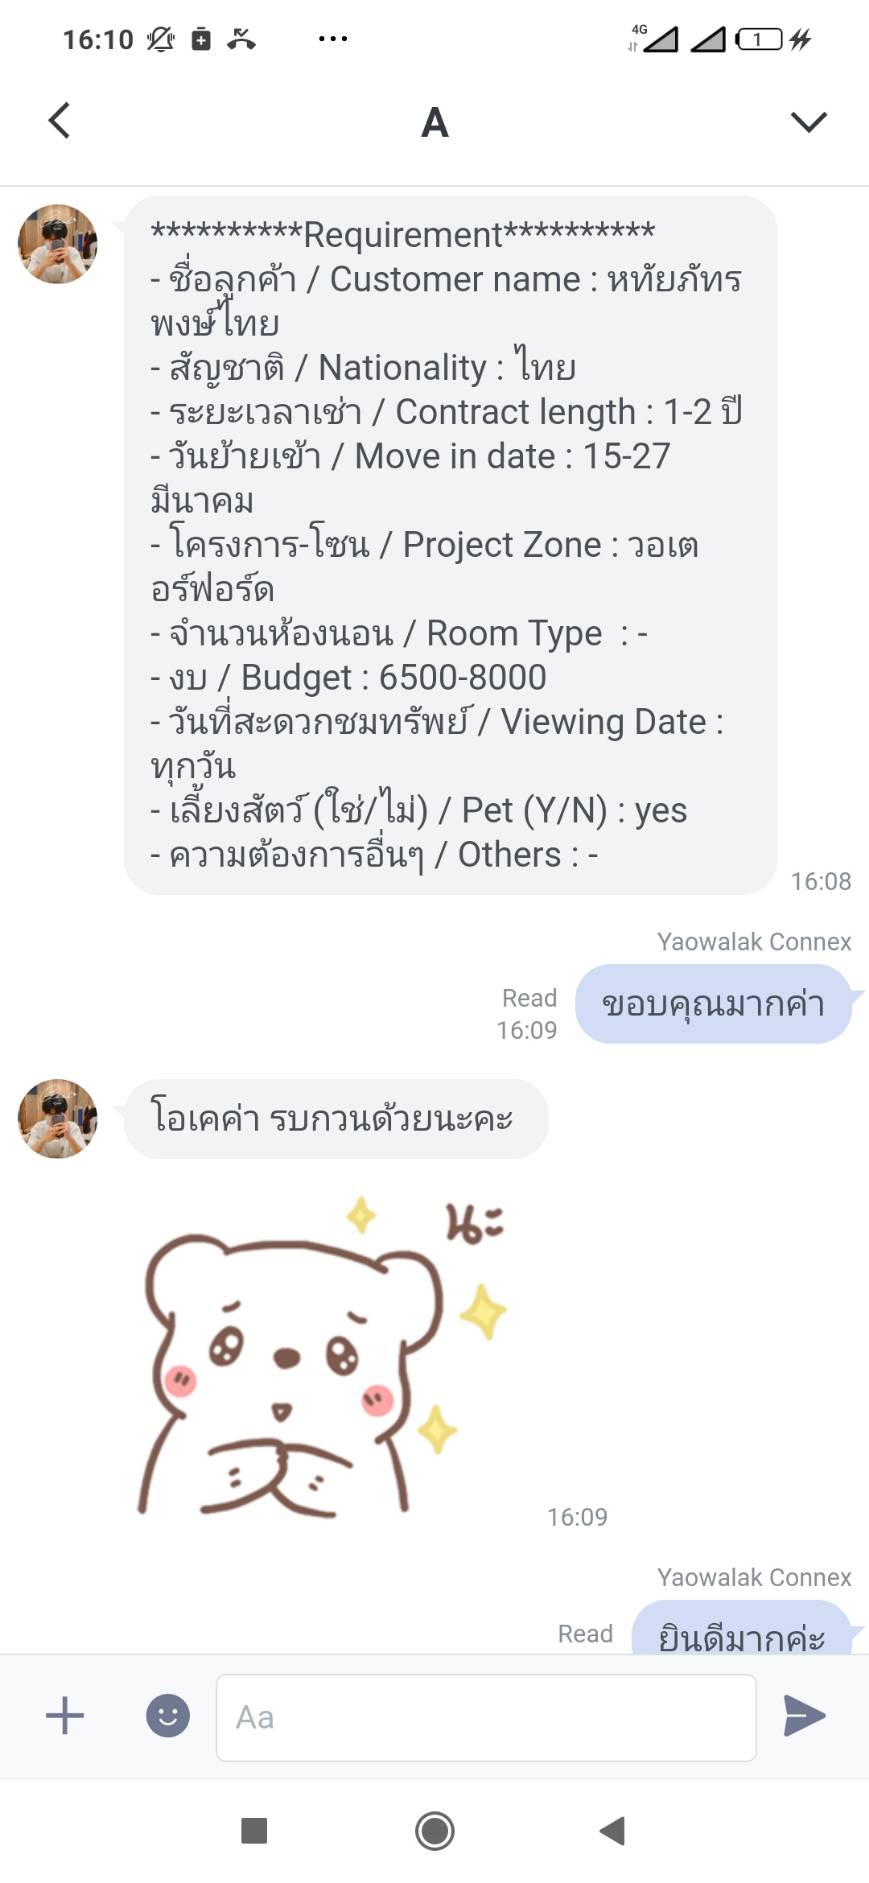 16:10
4G
1
A
**********Requirement**********
- ชื่อลูกค้า / Customer name : หทัยภัทร
พงษ์ไทย
- สัญชาติ / Nationality : ไทย
- ระยะเวลาเช่า / Contract length : 1-2 ปี
- วันย้ายเข้า / Move in date : 15-27
มีนาคม
- โครงการ-โซน / Project Zone : วอเต
อร์ฟอร์ด
- จำนวนห้องนอน / Room Type  : -
- งบ / Budget : 6500-8000
- วันที่สะดวกชมทรัพย์ / Viewing Date :
ทุกวัน
- เลี้ยงสัตว์ (ใช่/ไม่) / Pet (Y/N) : yes
- ความต้องการอื่นๆ / Others : -
16:08
Yaowalak Connex
Read
16:09
ขอบคุณมากค่า
โอเคค่า รบกวนด้วยนะคะ
นะ
16:09
Yaowalak Connex
Read
ยินดีมากค่ะ
Aa